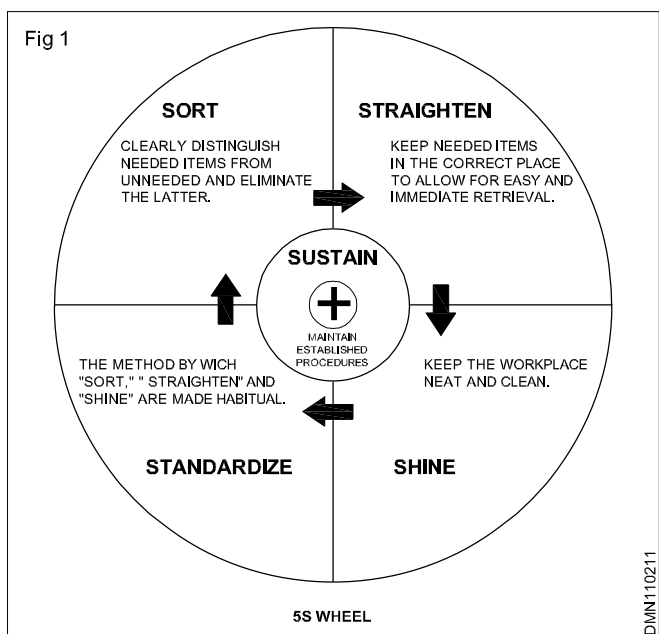 Fig 1
SORT
CLEARLY DISTINGUISH
NEEDED ITEMS FROM
UNNEEDED AND ELIMINATE
THE LATTER.
STRAIGHTEN
KEEP NEEDED ITEMS
IN THE CORRECT PLACE
TO ALLOW FOR EASY AND
IMMEDIATE RETRIEVAL.
SUSTAIN
MAINTAIN
ESTABLISHED
PROCEDURES
THE METHOD BY WICH
"SORT," " STRAIGHTEN" AND
"SHINE" ARE MADE HABITUAL.
STANDARDIZE
KEEP THE WORKPLACE
NEAT AND CLEAN.
SHINE
5S WHEEL
DMN110211